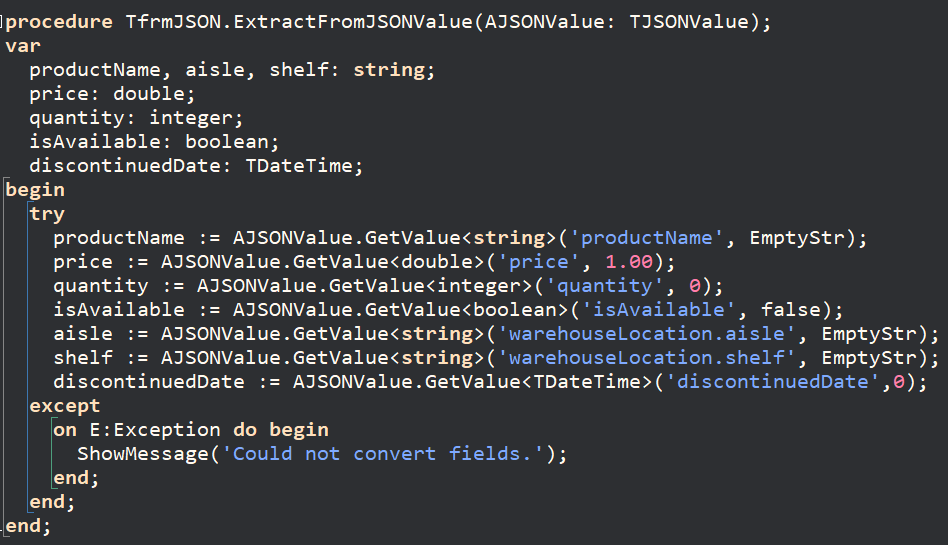 procedure TfrmJSON.ExtractFromJSONValue(AJSONValue: TJSONValue);
var
  productName, aisle, shelf: string;
  price: double;
  quantity: integer;
  isAvailable: boolean;
  discontinuedDate: TDateTime;
begin
  try
    productName := AJSONValue.GetValue<string>('productName', EmptyStr);
    price := AJSONValue.GetValue<double>('price', 1.00);
    quantity := AJSONValue.GetValue<integer>('quantity', 0);
    isAvailable := AJSONValue.GetValue<boolean>('isAvailable', false);
    aisle := AJSONValue.GetValue<string>('warehouseLocation.aisle', EmptyStr);
    shelf := AJSONValue.GetValue<string>('warehouseLocation.shelf', EmptyStr);
    discontinuedDate := AJSONValue.GetValue<TDateTime>('discontinuedDate',0);
  except
    on E:Exception do begin
      ShowMessage('Could not convert fields.');
    end;
  end;
end;